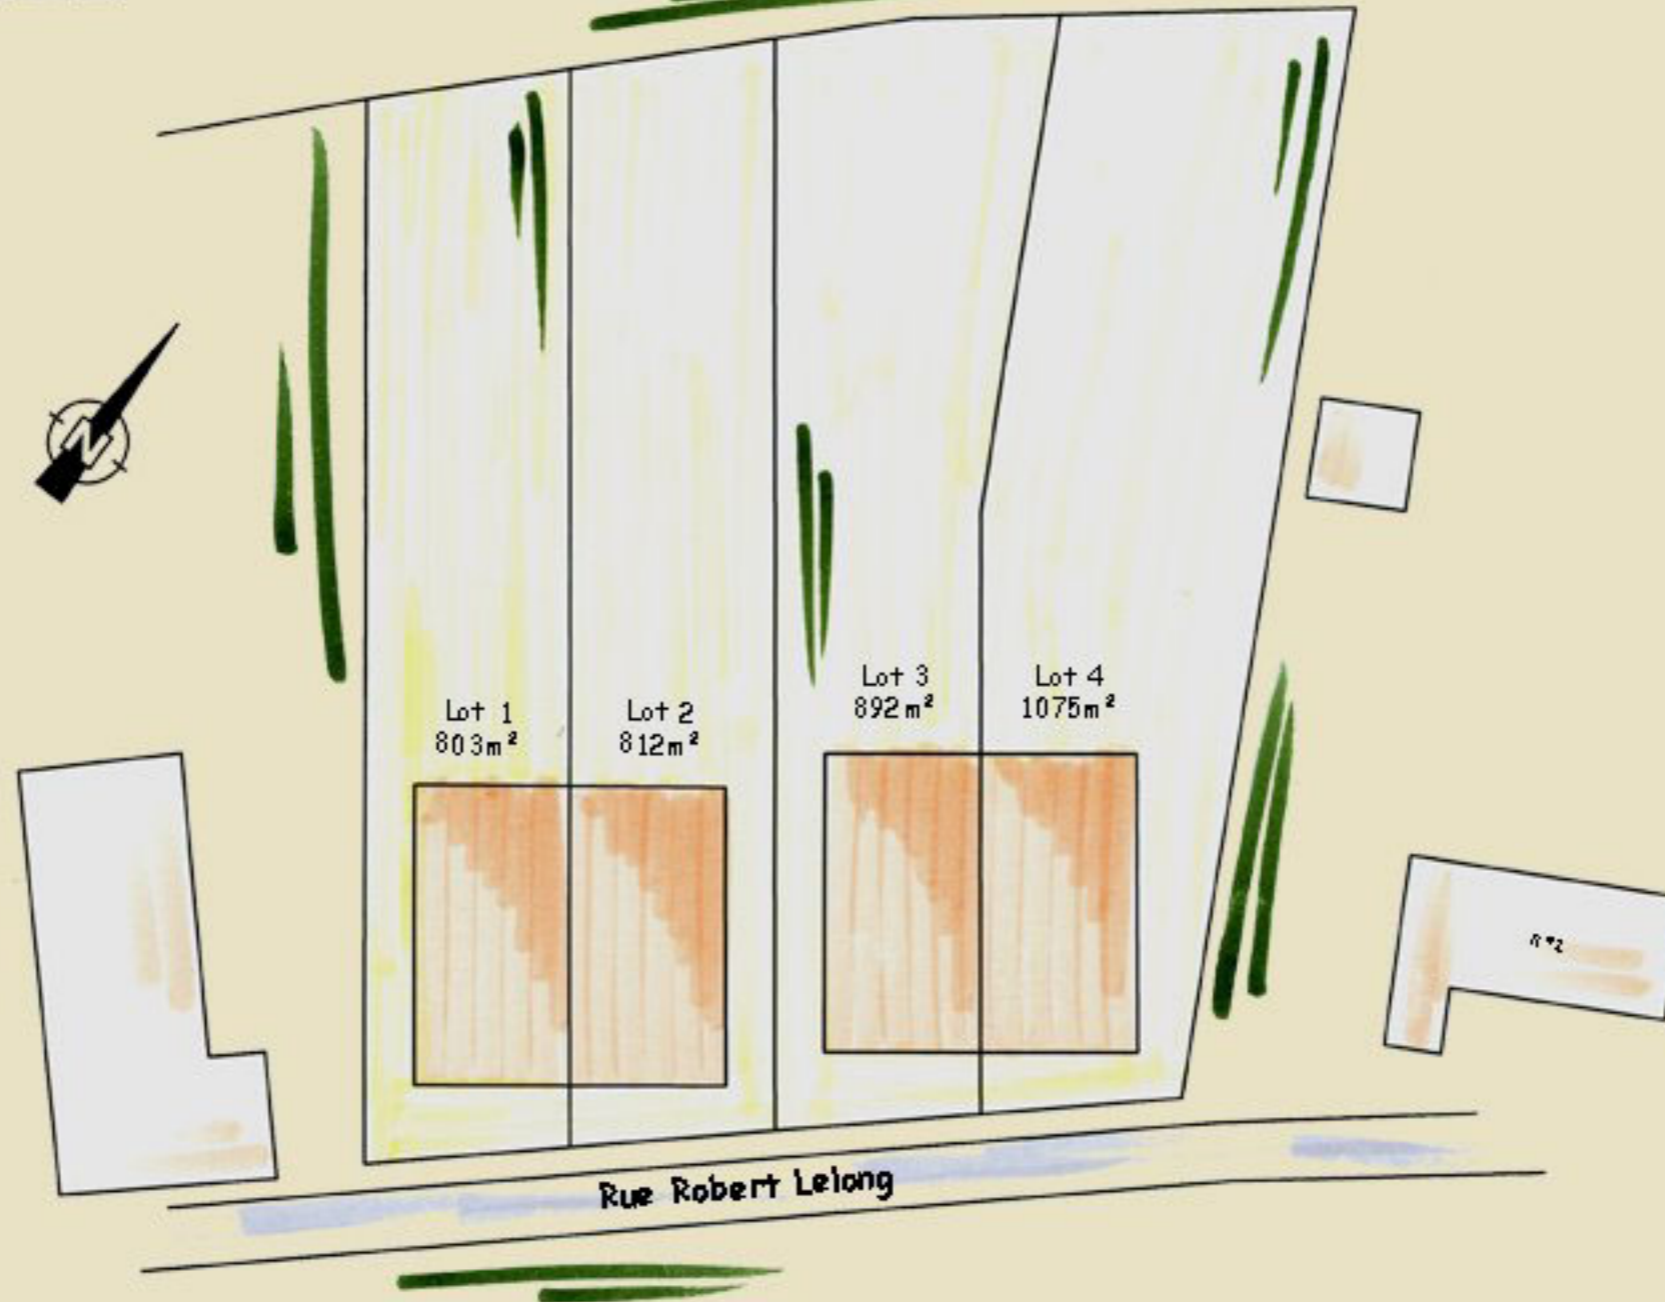 N
Lot 3
892m²
Lot 4
1075m²
Lot 1
803m²
Lot 2
812m²
Rue Robert Lelong